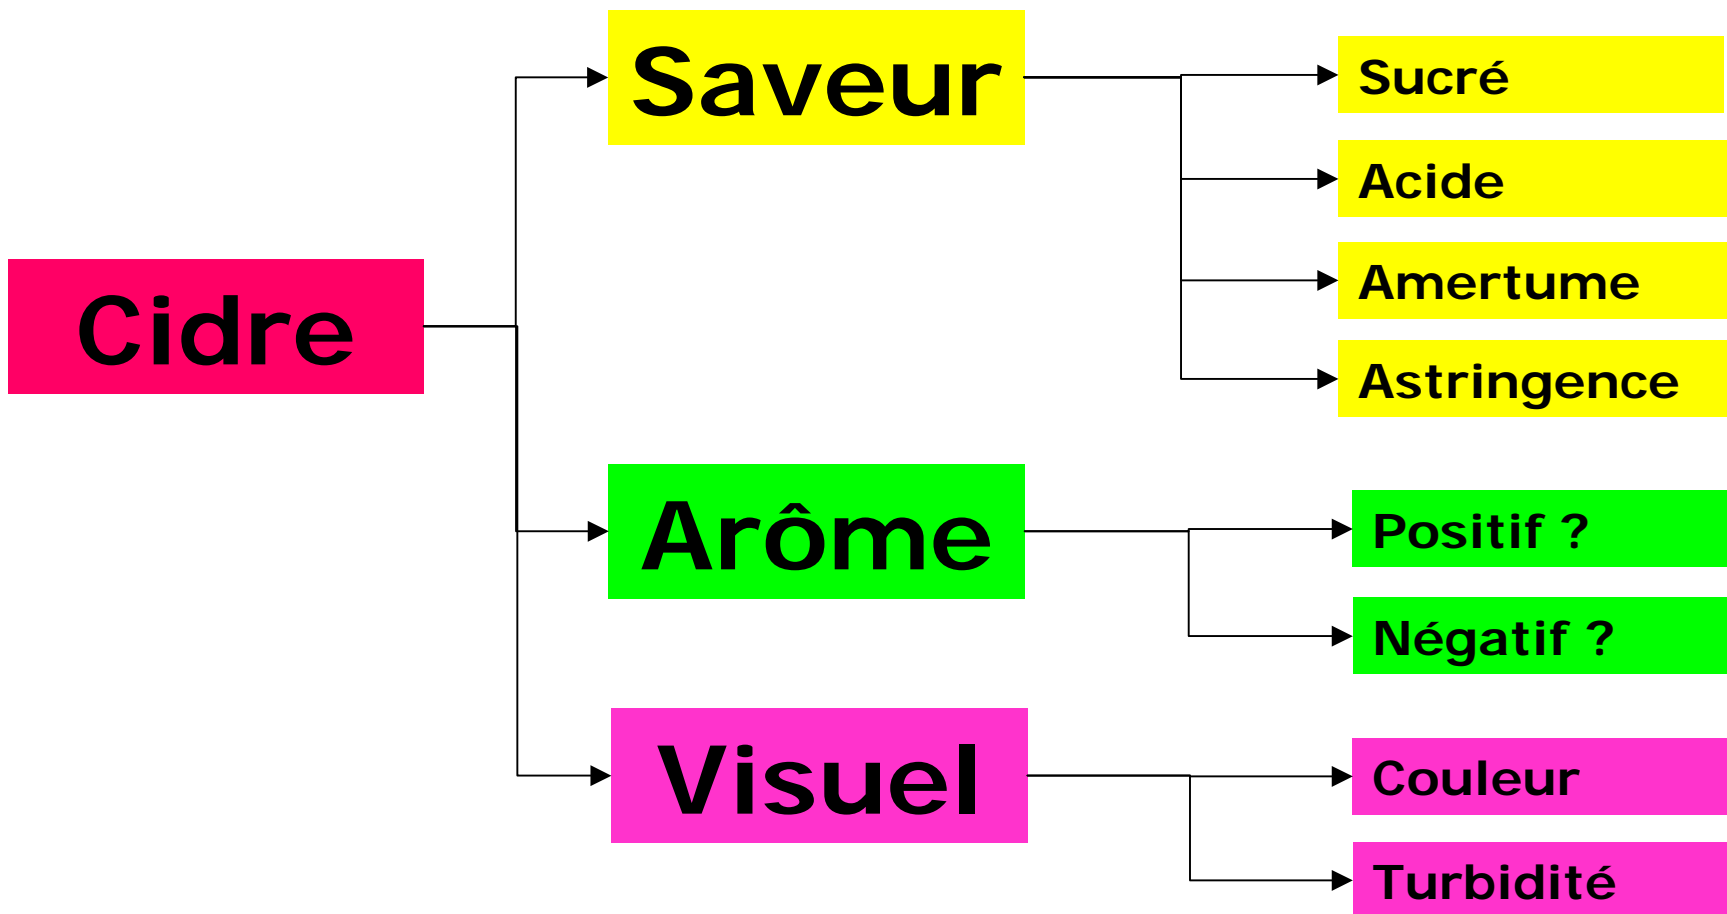 Cidre
Saveur
Sucré
Acide
Amertume
Astringence
Arôme
Positif ?
Négatif ?
Visuel
Couleur
Turbidité